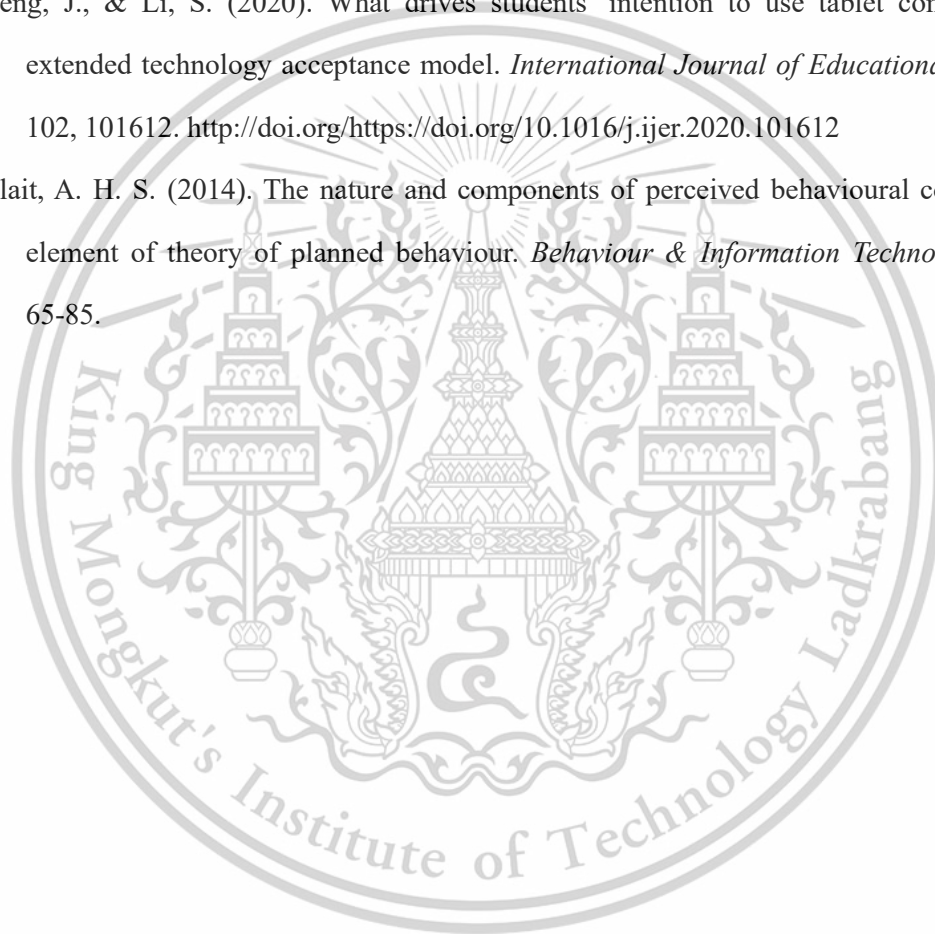 eng, J., & Li, S. (2020). What drives students' intention to use tablet con
extended technology acceptance model. International Journal of Educationa
102, 101612. http://doi.org/https://doi.org/10.1016/j.ijer.2020.101612
lait, A. H. S. (2014). The nature and components of perceived behavioural c
element of theory of planned behaviour. Behaviour & Information Techno
65-85.
King Mongkut's Institute of Technology Ladkrabang